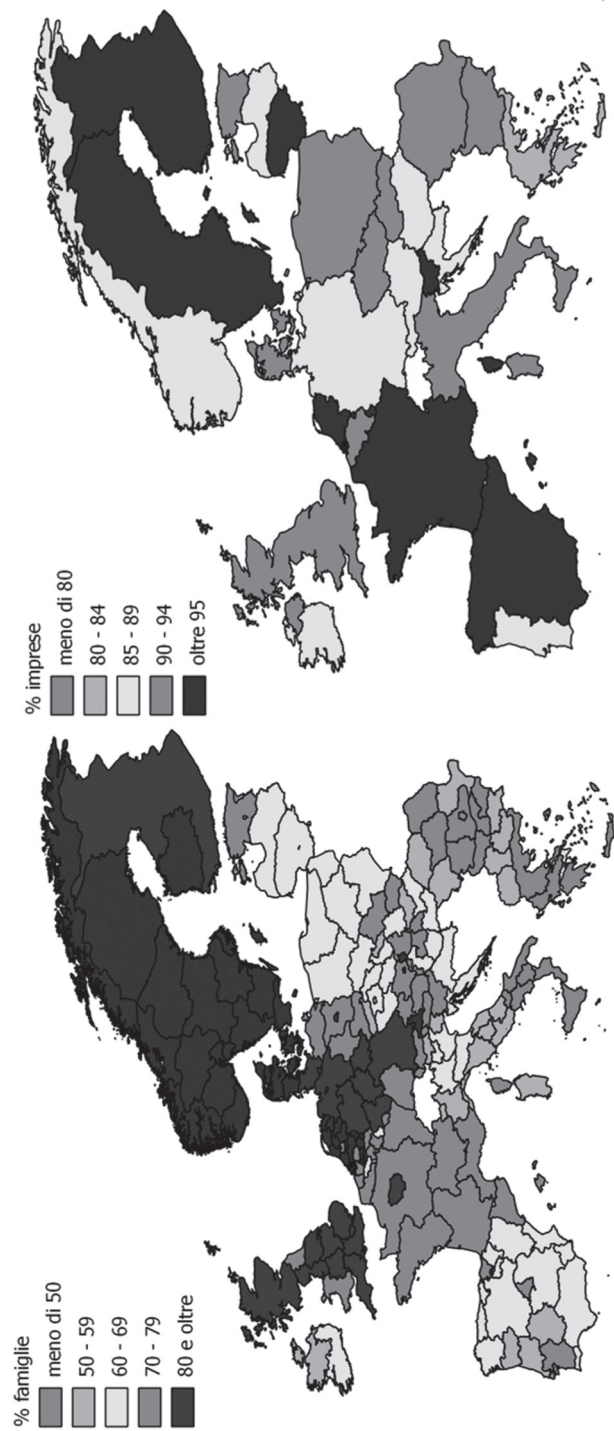 % famiglie
meno di 50
50 - 59
60 - 69
70 - 79
80 e oltre
% imprese
meno di 80
80 - 84
85 - 89
90 - 94
oltre 95